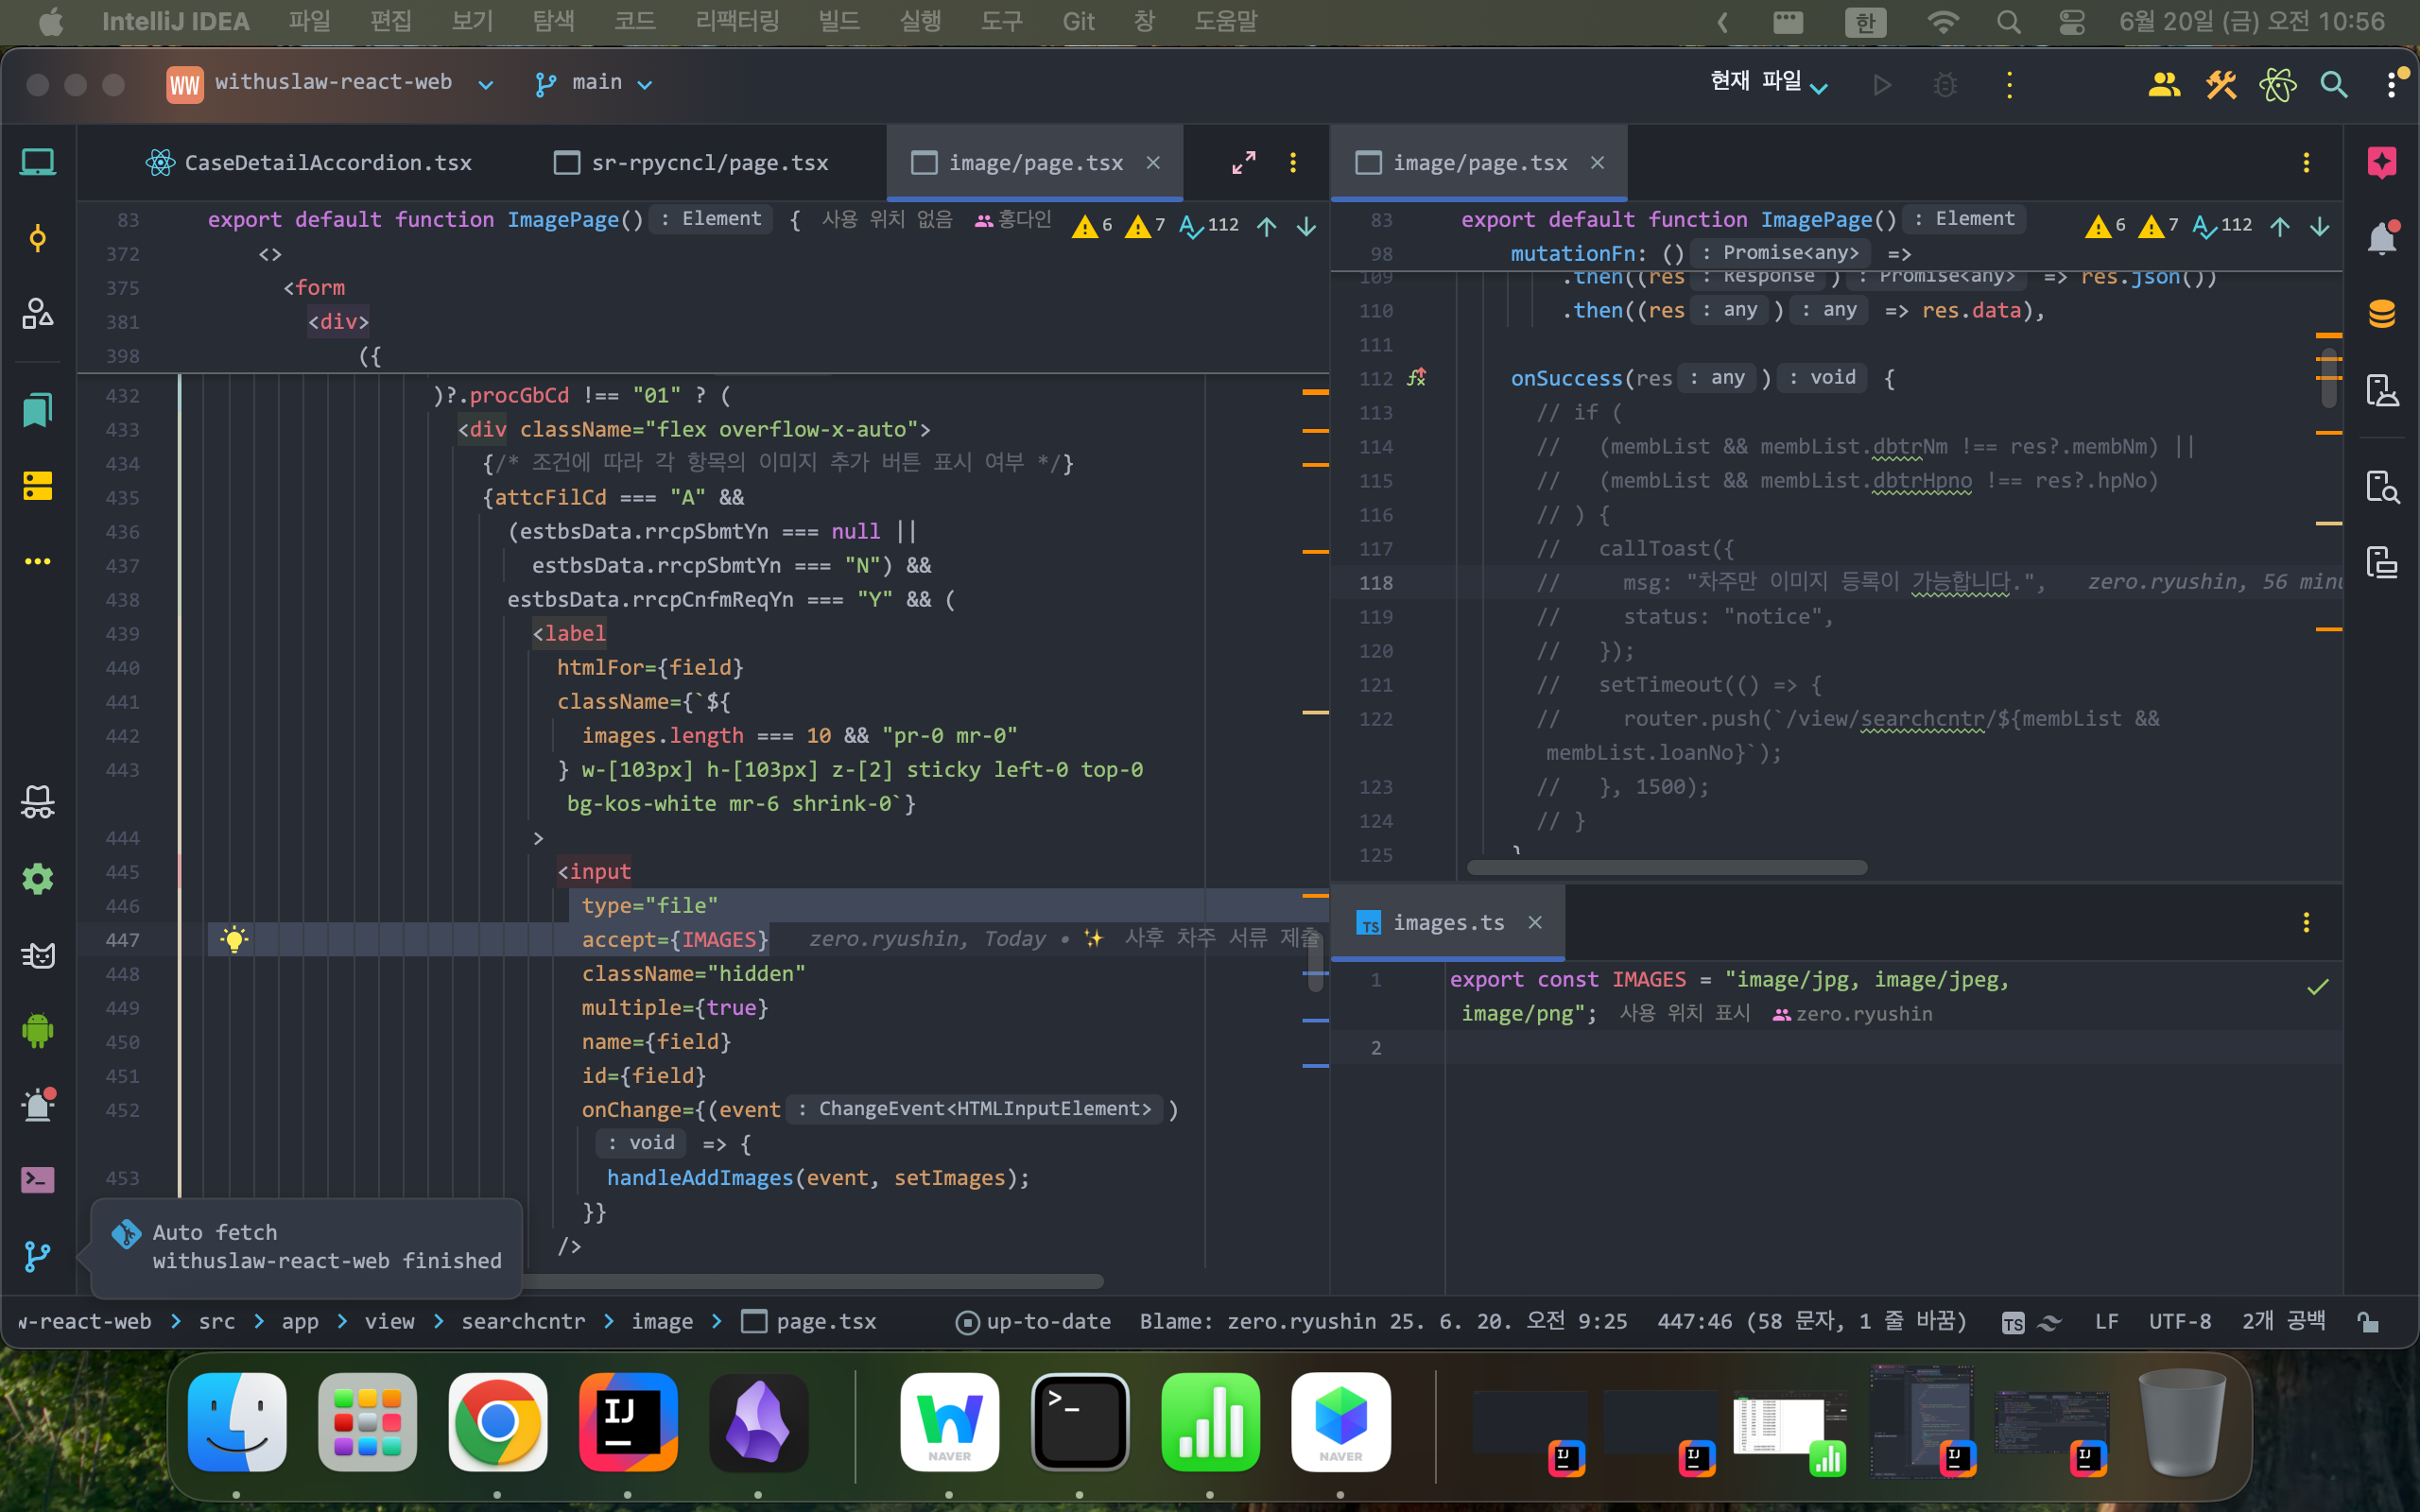 IntelliJ IDEA 파일 편집 보기 탐색 코드 리팩터링 빌드 실행 도구 Git 창 도움말 한 6월 20일 (금) 오전 10:56
WW withuslaw-react-web main 현재 파일
CaseDetailAccordion.tsx sr-rpycncl/page.tsx image/page.tsx
83 export default function ImagePage() : Element { 사용 위치 없음 홍다인 6 7 112
372 <>
375 <form
381 <div>
398 ({
432 )?.procGbCd !== "01" ? (
433 <div className="flex overflow-x-auto">
434 {/* 조건에 따라 각 항목의 이미지 추가 버튼 표시 여부 */}
435 {attcFilCd === "A" &&
436 (estbsData.rrcpSbmtYn === null ||
437 estbsData.rrcpSbmtYn === "N") &&
438 estbsData.rrcpCnfmReqYn === "Y" && (
439 <label
440 htmlFor={field}
441 className={`${
442 images.length === 10 && "pr-0 mr-0"
443 } w-[103px] h-[103px] z-[2] sticky left-0 top-0
bg-kos-white mr-6 shrink-0`}
444 >
445 <input
446 type="file"
447 accept={IMAGES} zero.ryushin, Today • ✨ 사후 차주 서류 제출
448 className="hidden"
449 multiple={true}
450 name={field}
451 id={field}
452 onChange={(event : ChangeEvent<HTMLInputElement> )
: void => {
453 handleAddImages(event, setImages);
}}
/>
Auto fetch
withuslaw-react-web finished
image/page.tsx
83 export default function ImagePage() : Element 6 7 112
98 mutationFn: () : Promise<any> =>
109 .then((res : Response ) : Promise<any> => res.json())
110 .then((res : any ) : any => res.data),
111
112 onSuccess(res : any ) : void {
113 // if (
114 // (membList && membList.dbtrNm !== res?.membNm) ||
115 // (membList && membList.dbtrHpno !== res?.hpNo)
116 // ) {
117 // callToast({
118 // msg: "차주만 이미지 등록이 가능합니다.", zero.ryushin, 56 minu
119 // status: "notice",
120 // });
121 // setTimeout(() => {
122 // router.push(`/view/searchcntr/${membList &&
membList.loanNo}`);
123 // }, 1500);
124 // }
125
TS images.ts
1 export const IMAGES = "image/jpg, image/jpeg,
image/png"; 사용 위치 표시 zero.ryushin
2
w-react-web > src > app > view > searchcntr > image > page.tsx up-to-date Blame: zero.ryushin 25. 6. 20. 오전 9:25 447:46 (58 문자, 1 줄 바꿈) TS LF UTF-8 2개 공백
IJ NAVER >_ NAVER IJ IJ IJ IJ